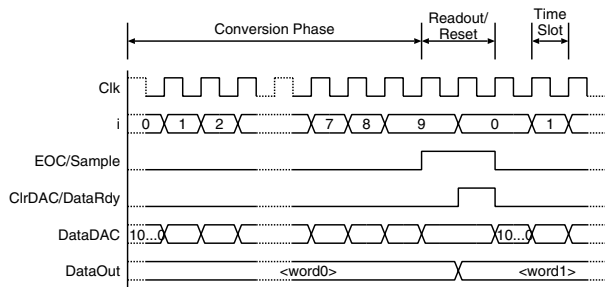 Conversion Phase
Readout/
Reset
Time
Slot
Clk
i 0 1 2 7 8 9 0 1
EOC/Sample
ClrDAC/DataRdy
DataDAC 10...0 10...0
DataOut <word0> <word1>